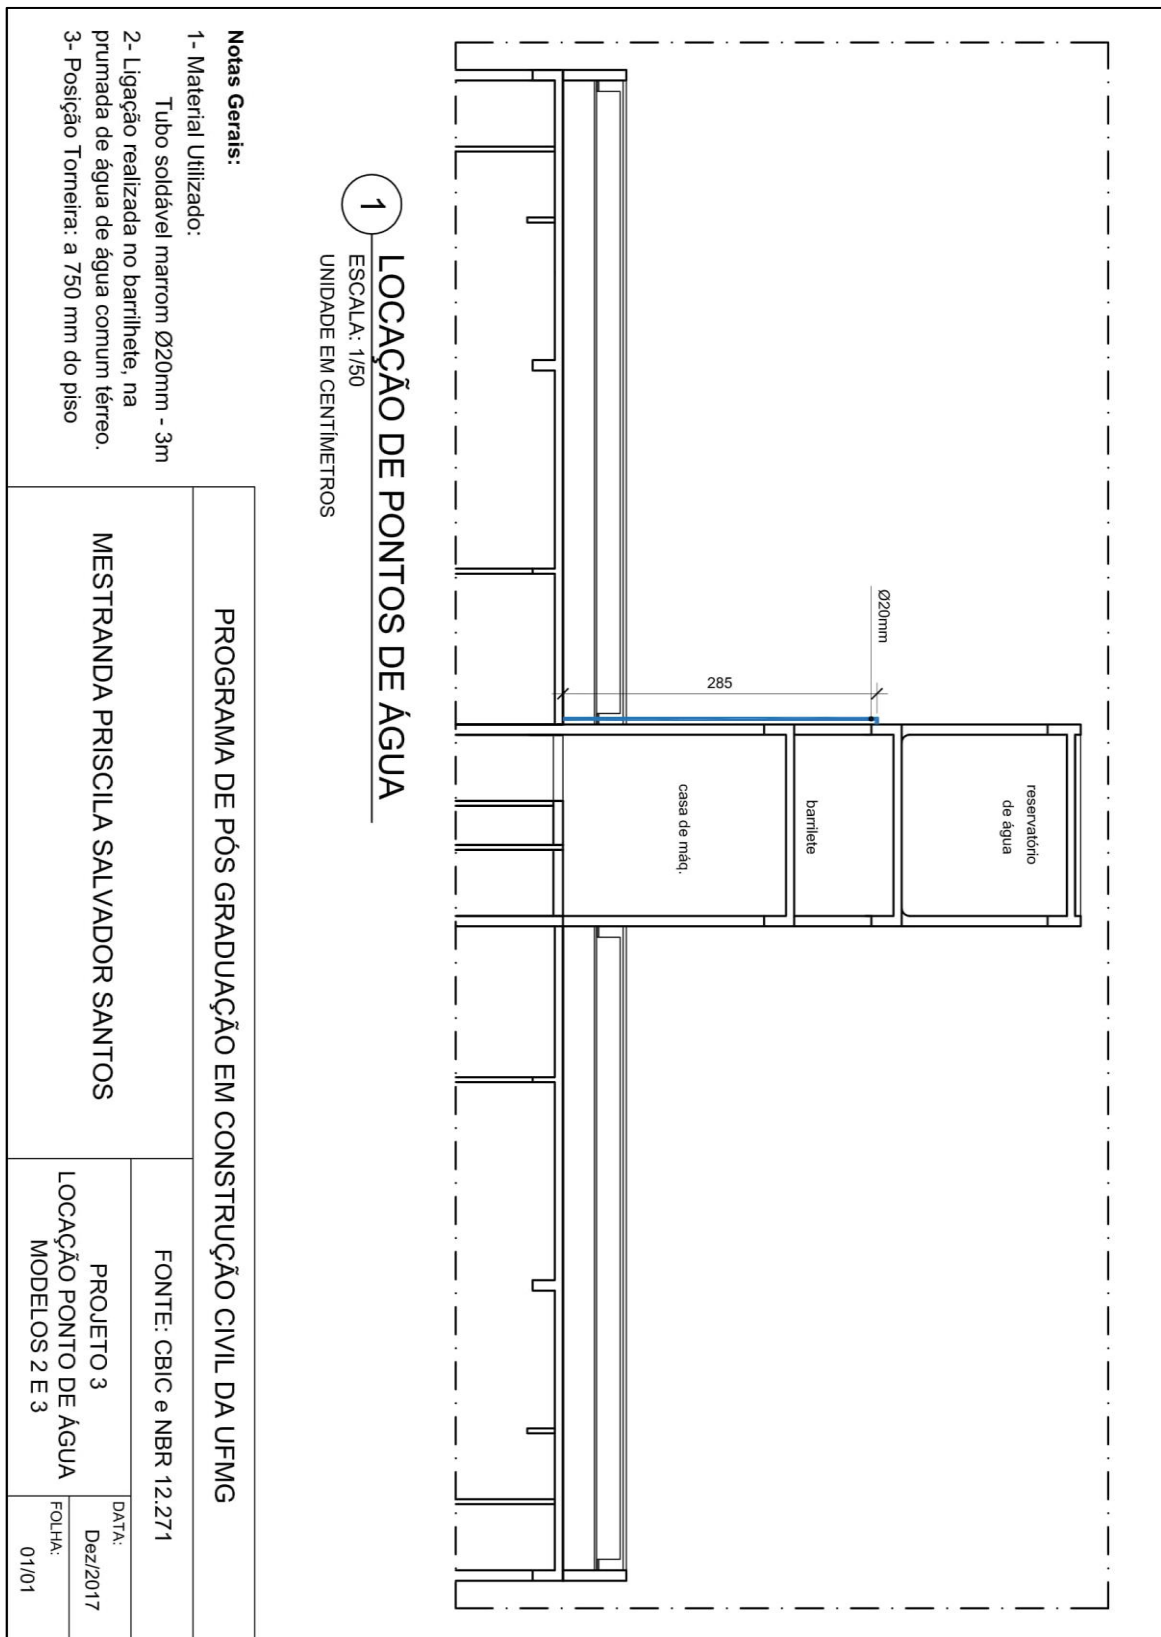 reservatório
de água
barrilete
casa de máq.
Ø20mm
285
1
LOCAÇÃO DE PONTOS DE ÁGUA
ESCALA: 1/50
UNIDADE EM CENTÍMETROS
Notas Gerais:
1- Material Utilizado:
Tubo soldável marrom Ø20mm - 3m
2- Ligação realizada no barrilhete, na
prumada de água de água comum térreo.
3- Posição Torneira: a 750 mm do piso
PROGRAMA DE PÓS GRADUAÇÃO EM CONSTRUÇÃO CIVIL DA UFMG
MESTRANDA PRISCILA SALVADOR SANTOS
FONTE: CBIC e NBR 12.271
PROJETO 3
LOCAÇÃO PONTO DE ÁGUA
MODELOS 2 E 3
DATA:
Dez/2017
FOLHA:
01/01